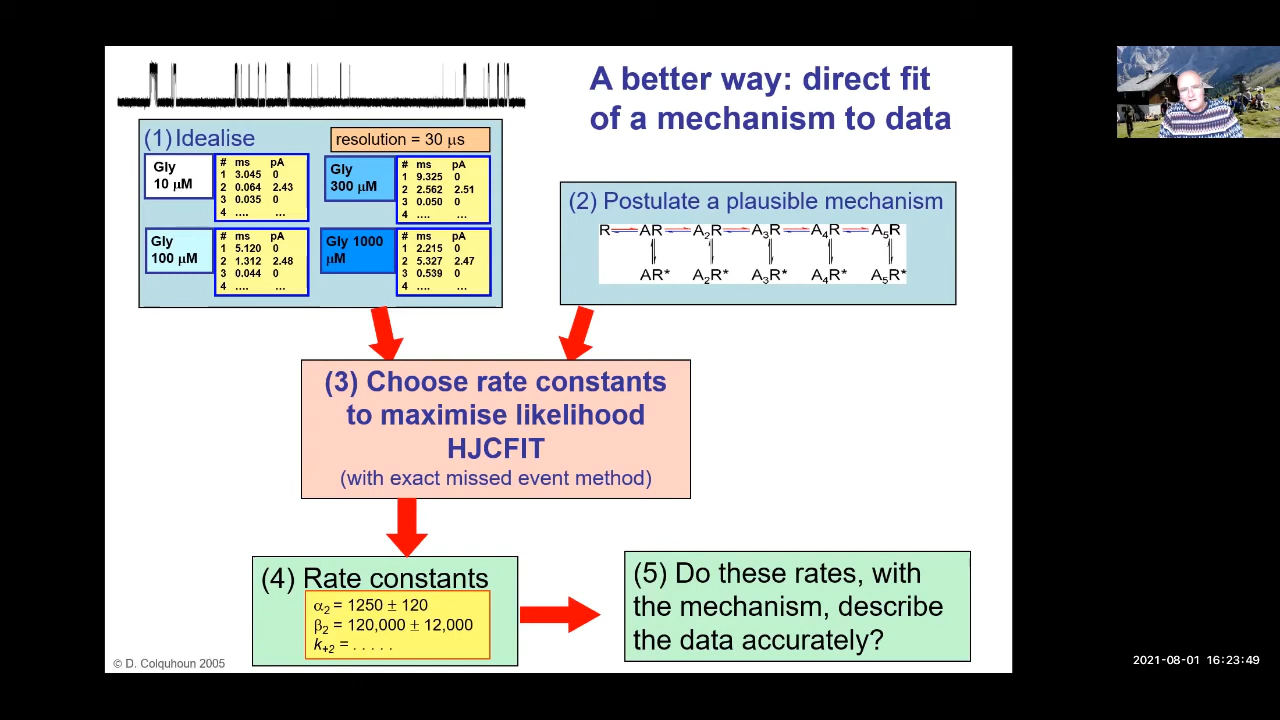 A better way: direct fit
of a mechanism to data
(1) Idealise
resolution = 30 μs
Gly
10 μM
# ms pA
1 3.045 0
2 0.064 2.43
3 0.035 0
4 .... ...
Gly
300 μM
# ms pA
1 9.325 0
2 2.562 2.51
3 0.050 0
4 .... ...
Gly
100 μM
# ms pA
1 5.120 0
2 1.312 2.48
3 0.044 0
4 .... ...
Gly 1000
μM
# ms pA
1 2.215 0
2 5.327 2.47
3 0.539 0
4 .... ...
(2) Postulate a plausible mechanism
R AR A₂R A₃R A₄R A₅R
AR* A₂R* A₃R* A₄R* A₅R*
(3) Choose rate constants
to maximise likelihood
HJCFIT
(with exact missed event method)
(4) Rate constants
α₂ = 1250 ± 120
β₂ = 120,000 ± 12,000
k₊₂ = . . . . .
(5) Do these rates, with
the mechanism, describe
the data accurately?
© D. Colquhoun 2005
2021-08-01 16:23:49